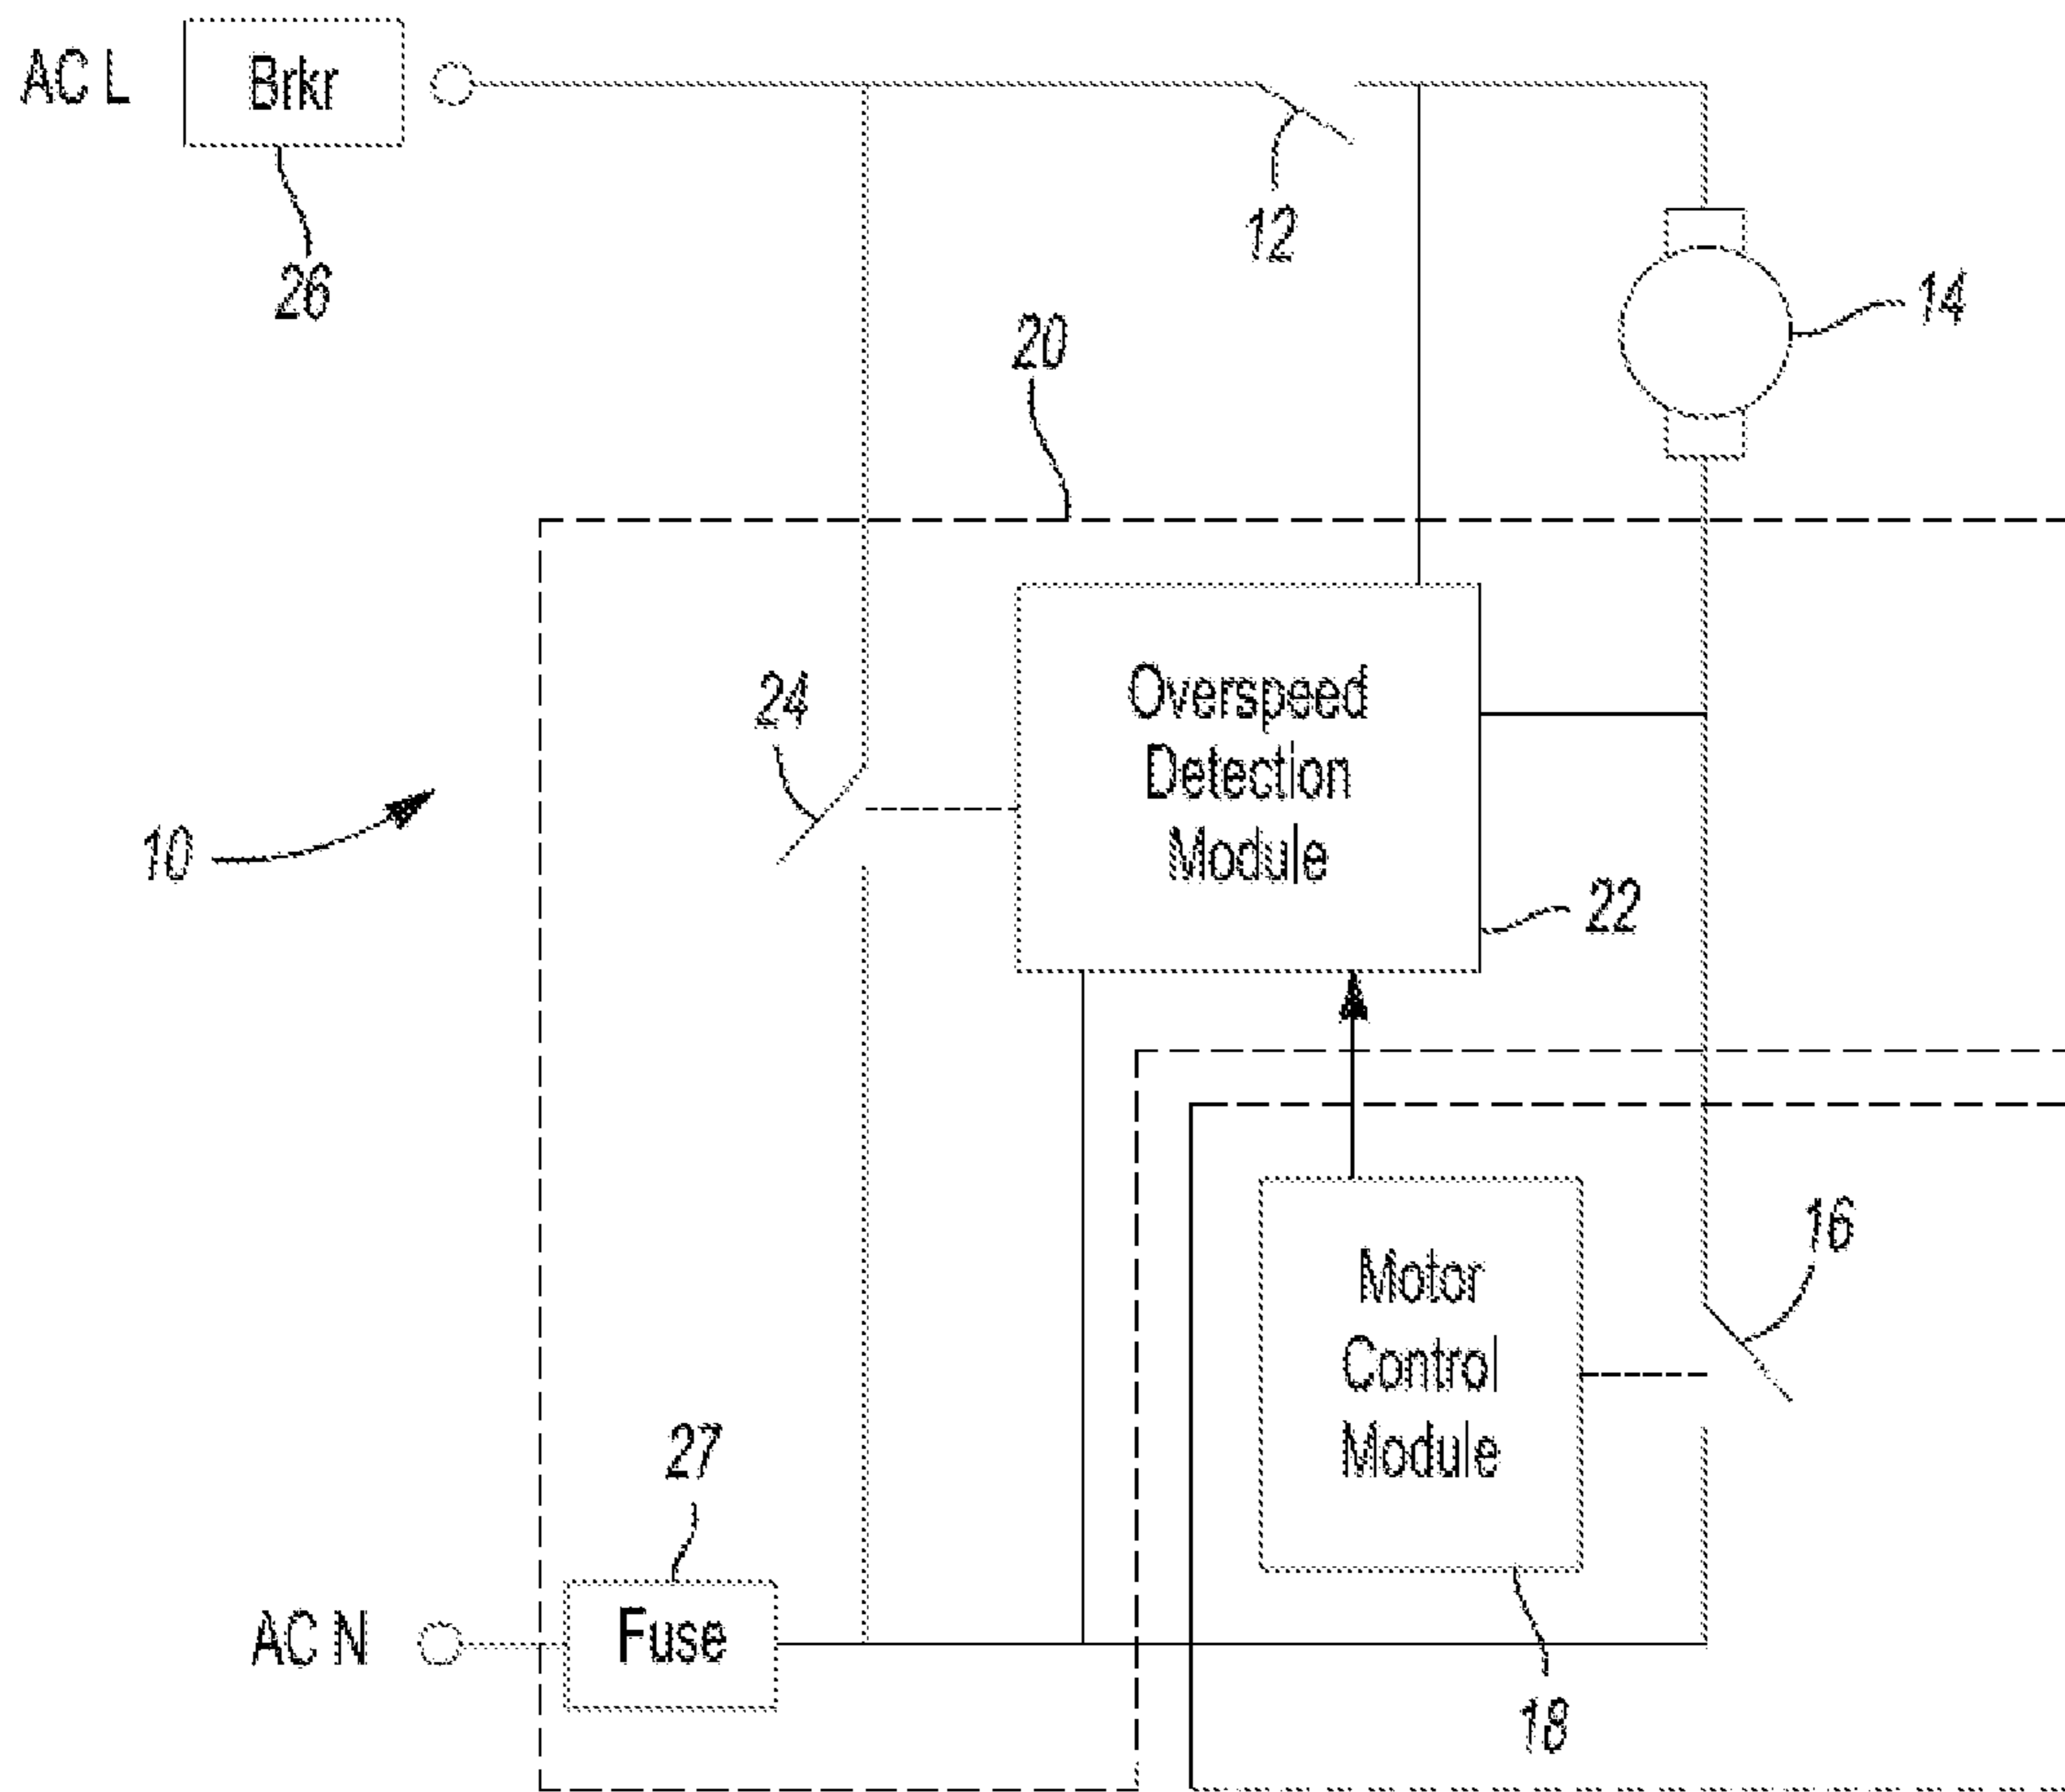 AC L
Brkr
26
12
14
20
Overspeed
Detection
Module
24
10
22
Motor
Control
Module
16
27
Fuse
AC N
18